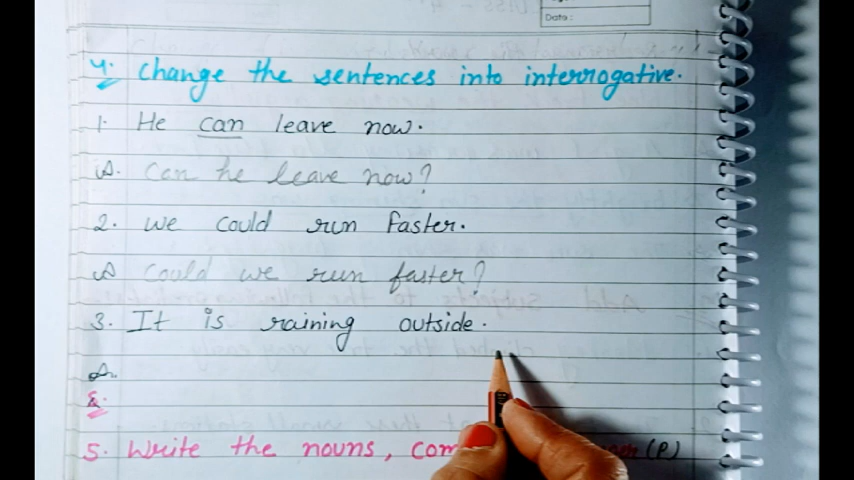 Date:
4. Change the sentences into interrogative.
1. He can leave now.
A. Can he leave now?
2. We could run faster.
A Could we run faster?
3. It is raining outside.
A.
5. Write the nouns, com (P)